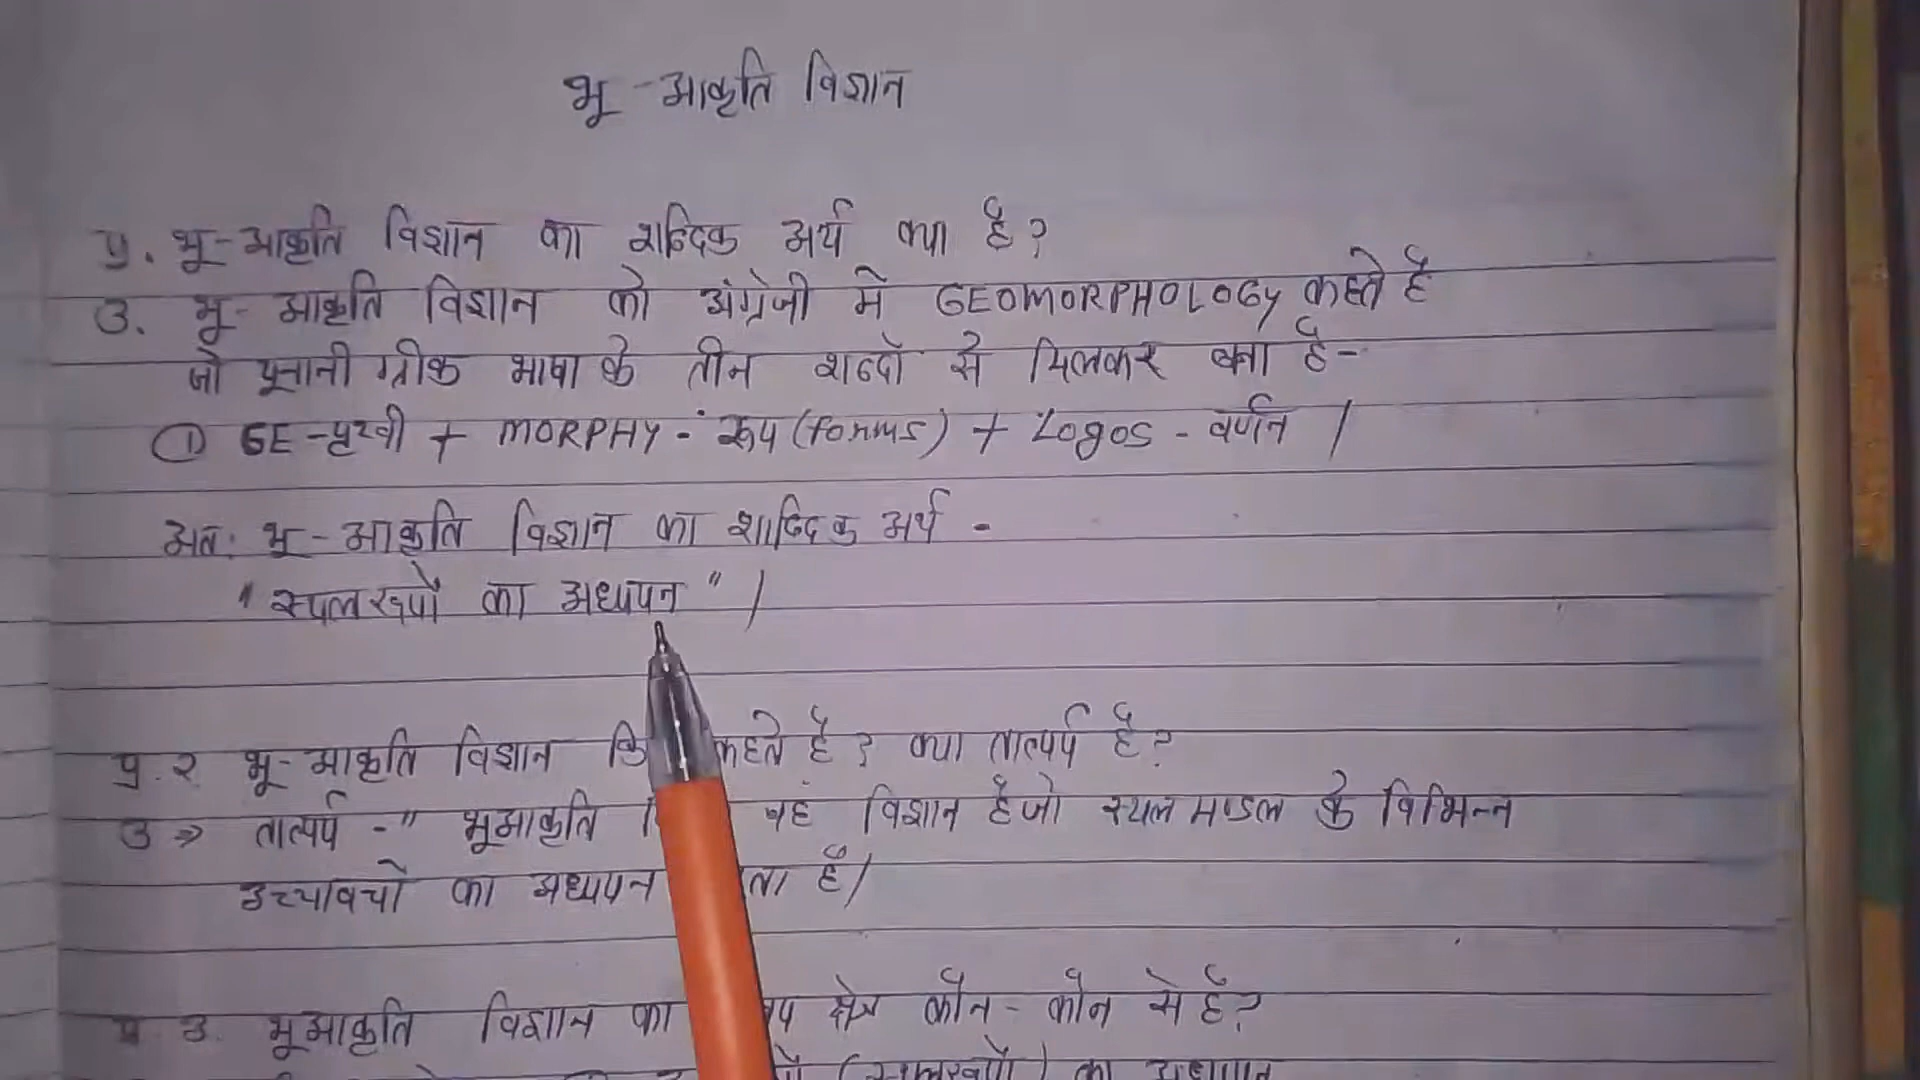 भू-आकृति विज्ञान
प्र. भू-आकृति विज्ञान का शाब्दिक अर्थ क्या है?
उ. भू-आकृति विज्ञान को अंग्रेजी में GEOMORPHOLOGY कहते है
जो यूनानी ग्रीक भाषा के तीन शब्दों से मिलकर बना है-
① GE-पृथ्वी + MORPHY - रूप (forms) + Logos - वर्णन।
अतः भू-आकृति विज्ञान का शाब्दिक अर्थ -
"स्थलरूपों का अध्ययन"।
प्र.२ भू-आकृति विज्ञान कहते है? क्या तात्पर्य है?
उ ⇒ तात्पर्य -" भूआकृति वह विज्ञान है जो स्थल मण्डल के विभिन्न
उच्चावचों का अध्ययन है।
प्र 3. भूआकृति विज्ञान का क्षेत्र कौन-कौन से है?